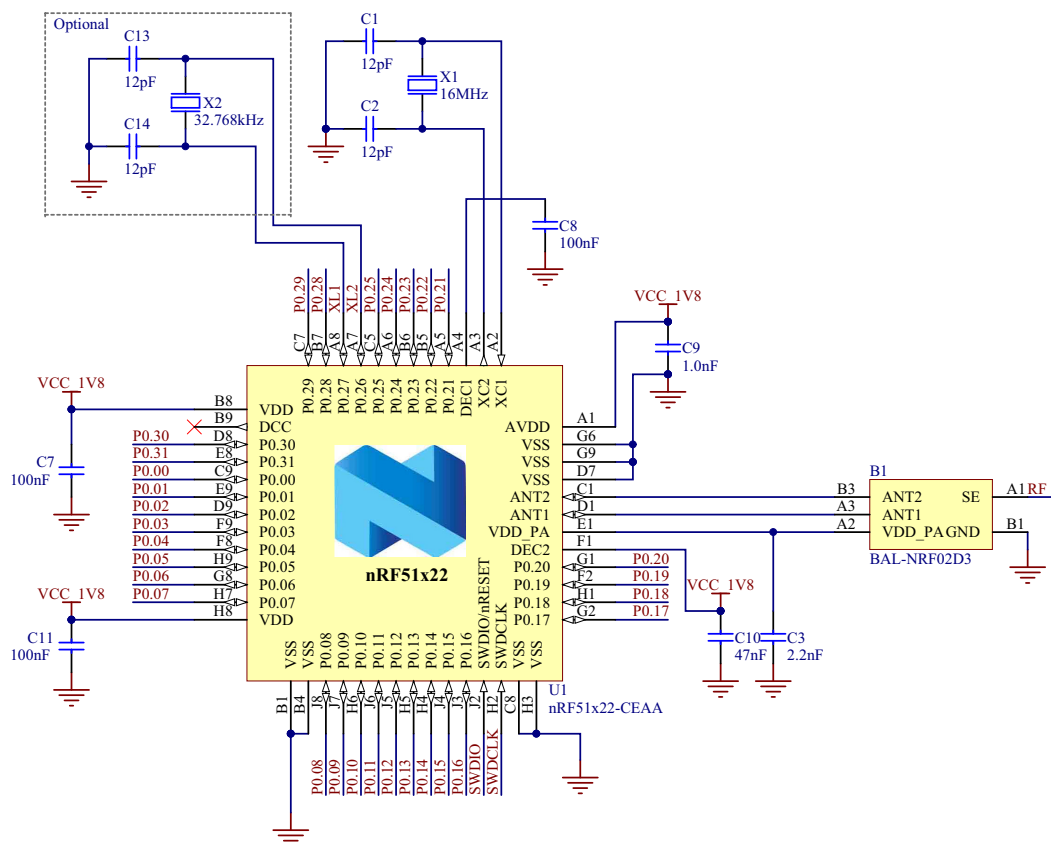 Optional
C13
12pF
X2
32.768kHz
C14
12pF
C1
12pF
X1
16MHz
C2
12pF
C8
100nF
P0.29
P0.28
XL1
XL2
P0.25
P0.24
P0.23
P0.22
P0.21
C7
B7
A8
A7
C5
A6
B6
B5
A5
A4
A3
A2
P0.29
P0.28
P0.27
P0.26
P0.25
P0.24
P0.23
P0.22
P0.21
DEC1
XC2
XC1
VCC_1V8
C9
1.0nF
VCC_1V8
C7
100nF
P0.30
P0.31
P0.00
P0.01
P0.02
P0.03
P0.04
P0.05
P0.06
P0.07
VCC_1V8
C11
100nF
B8
B9
D8
E8
C9
E9
D9
F9
F8
H9
G8
H7
H8
VDD
DCC
P0.30
P0.31
P0.00
P0.01
P0.02
P0.03
P0.04
P0.05
P0.06
P0.07
VDD
nRF51x22
AVDD
VSS
VSS
VSS
ANT2
ANT1
VDD_PA
DEC2
P0.20
P0.19
P0.18
P0.17
A1
G6
G9
D7
C1
D1
E1
F1
G1
F2
H1
G2
P0.20
P0.19
P0.18
P0.17
B1
B3
A3
A2
ANT2
ANT1
VDD_PA
SE
GND
A1
RF
B1
BAL-NRF02D3
VCC_1V8
C10
47nF
C3
2.2nF
VSS
VSS
P0.08
P0.09
P0.10
P0.11
P0.12
P0.13
P0.14
P0.15
P0.16
SWDIO/nRESET
SWDCLK
VSS
VSS
B1
B4
J8
J7
H6
J6
J5
H5
H4
J4
J3
J2
H2
C8
H3
U1
nRF51x22-CEAA
P0.08
P0.09
P0.10
P0.11
P0.12
P0.13
P0.14
P0.15
P0.16
SWDIO
SWDCLK